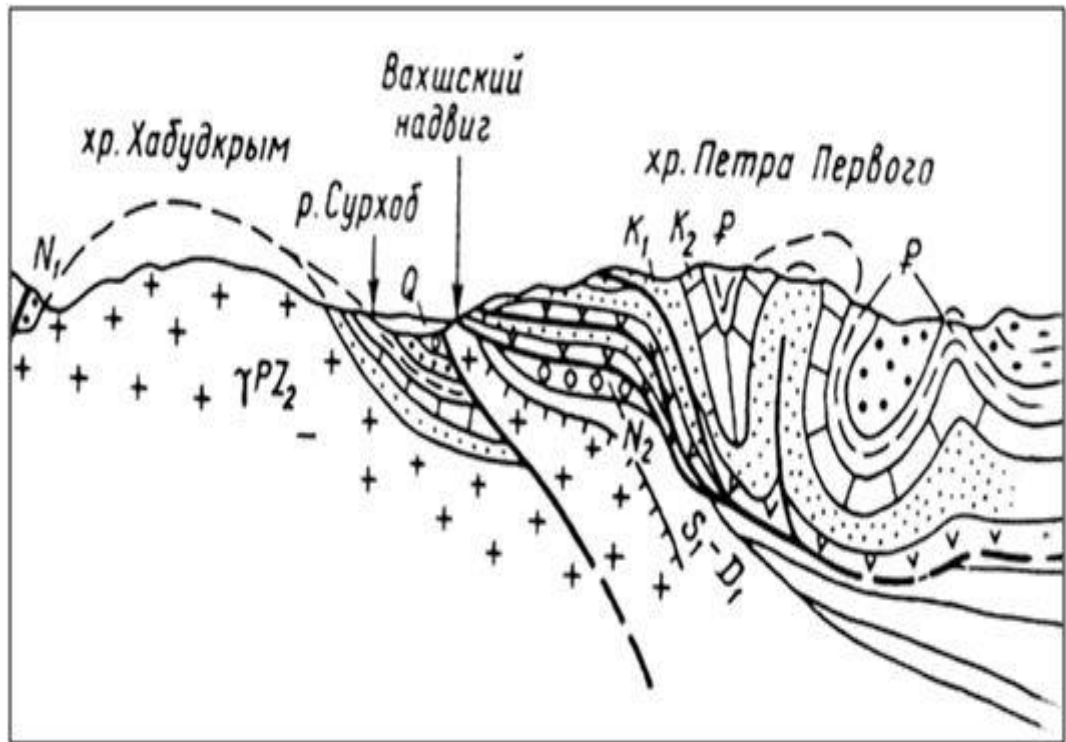 Вахшский
надвиг
хр. Хабудкрым
хр. Петра Первого
р. Сурхоб
N₁
Q
K₁ K₂ ₽
₽
γPZ₂
N₂
S₁-D₁